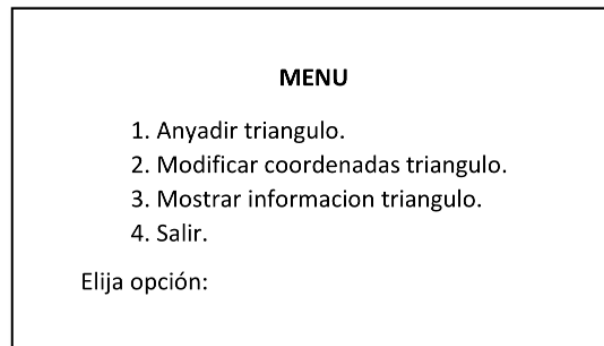 MENU
1. Anyadir triangulo.
2. Modificar coordenadas triangulo.
3. Mostrar informacion triangulo.
4. Salir.
Elija opción: